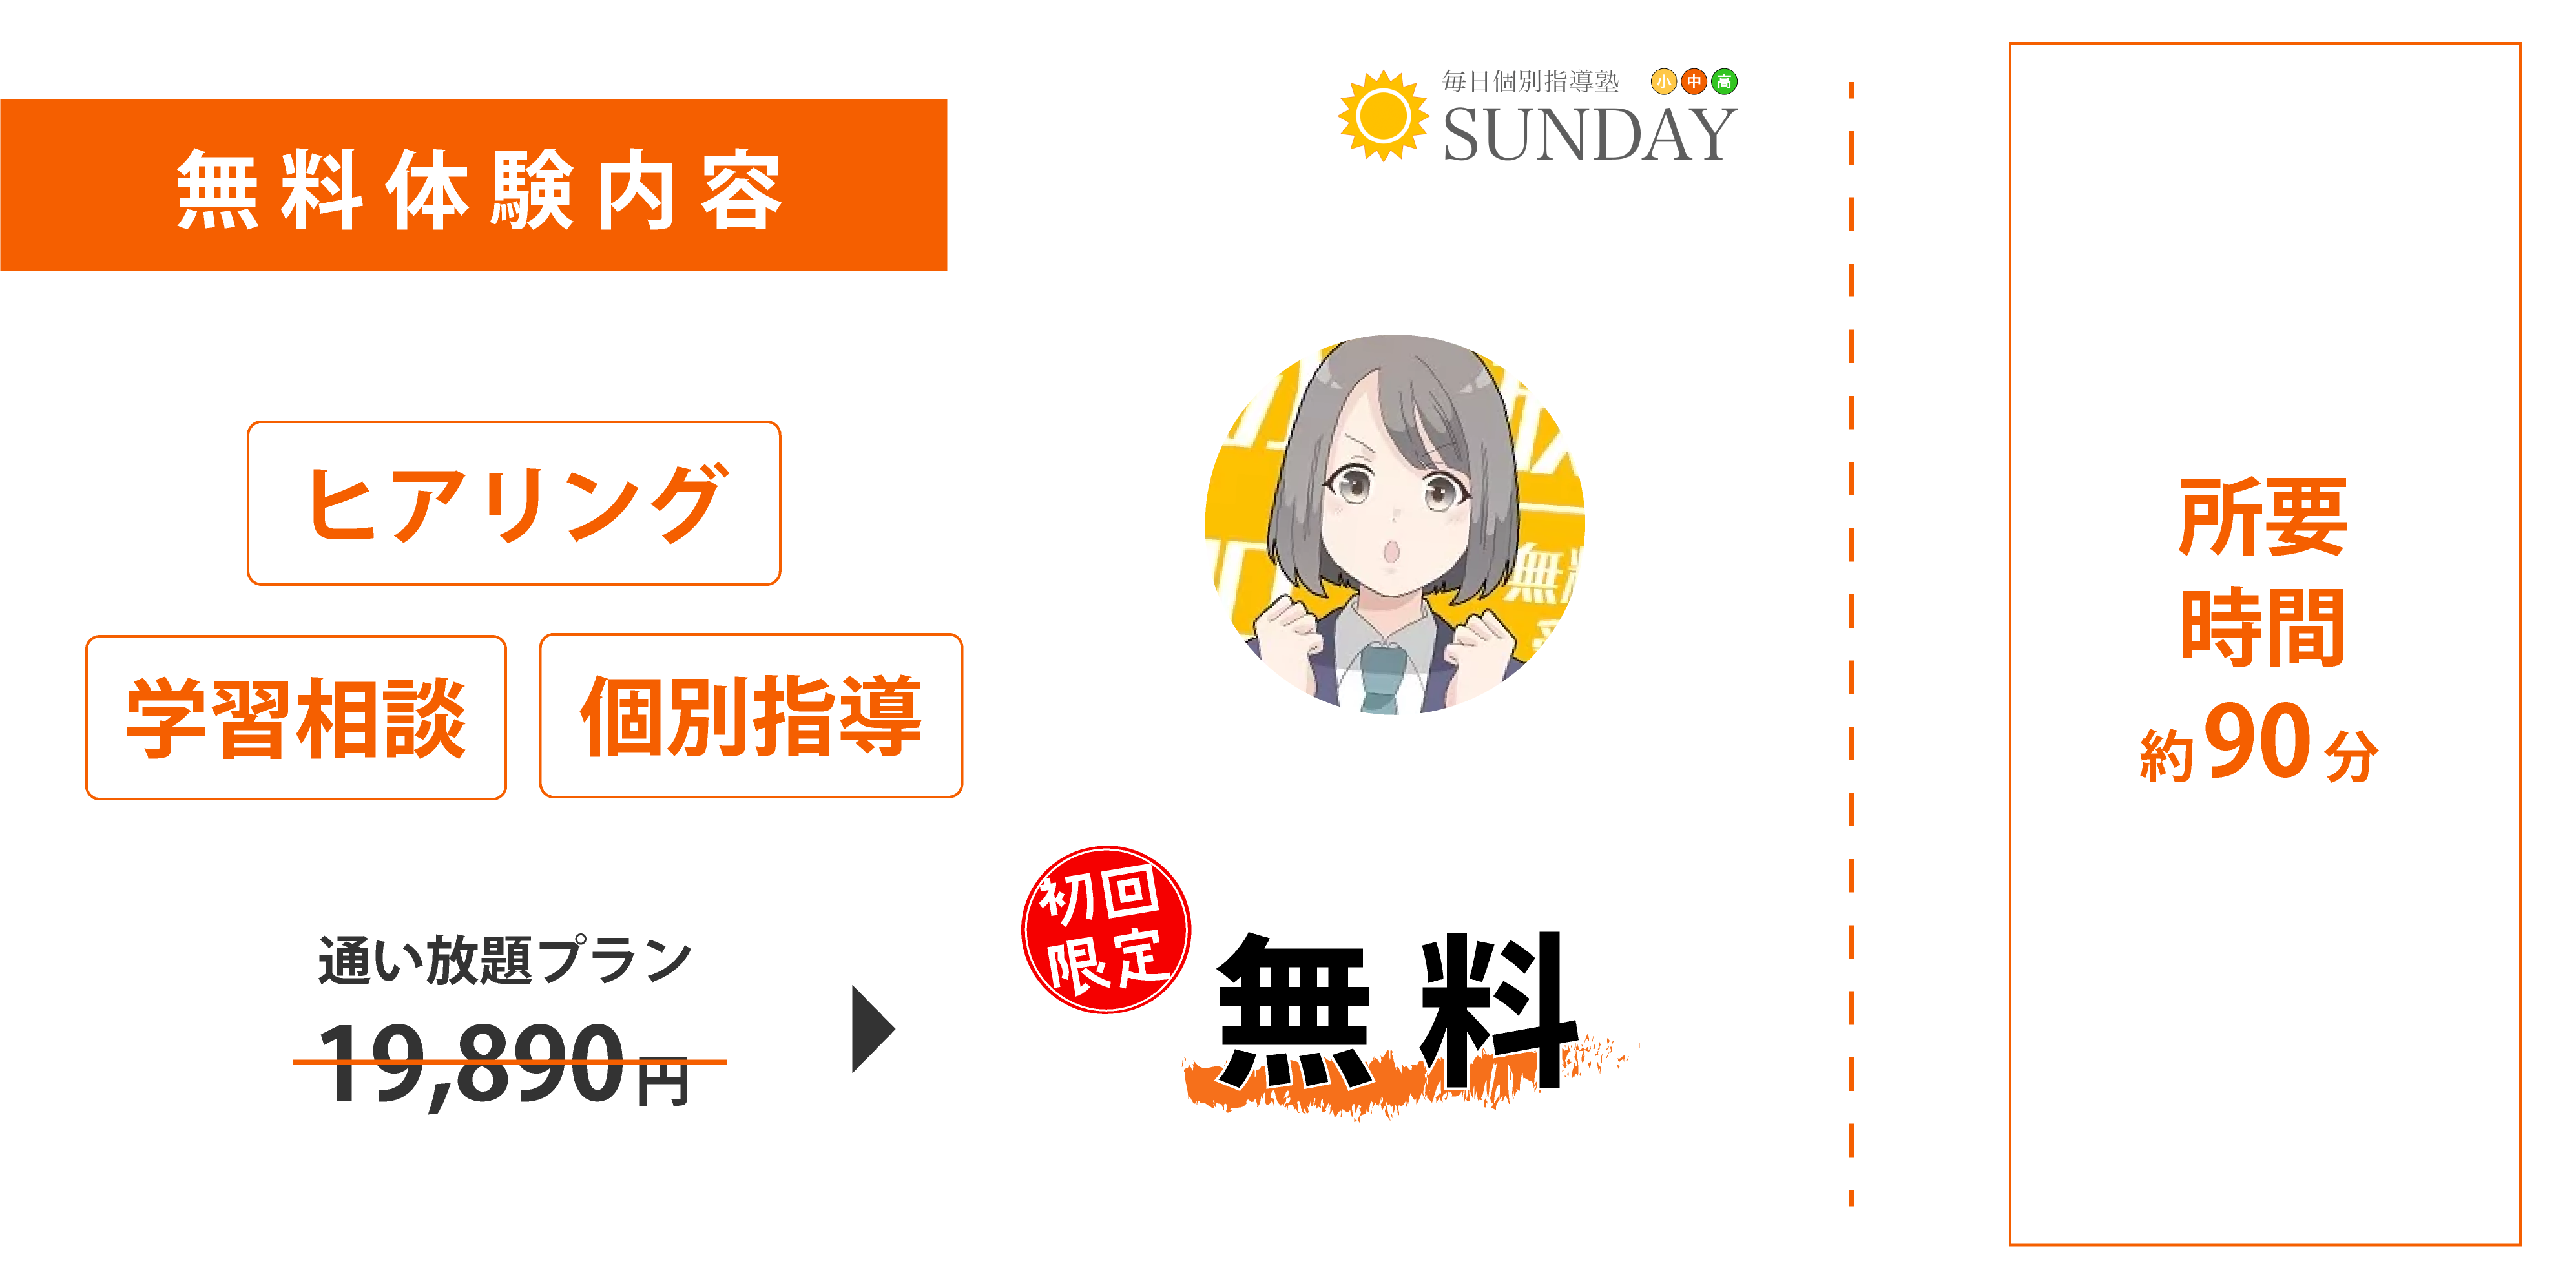 毎日個別指導塾 小 中 高
SUNDAY
無料体験内容
ヒアリング
学習相談 個別指導
通い放題プラン
19,890円
初回
限定
無料
所要
時間
約90分
無